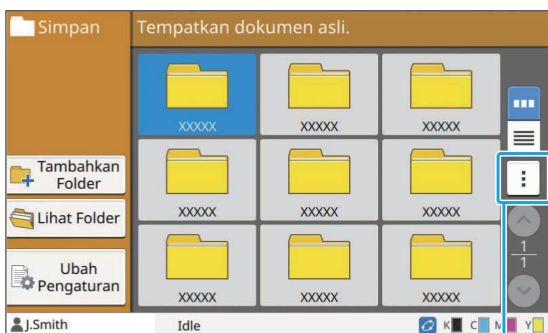 Simpan
Tempatkan dokumen asli.
XXXXX
XXXXX
XXXXX
Tambahkan
Folder
XXXXX
XXXXX
XXXXX
Lihat Folder
1
1
Ubah
Pengaturan
XXXXX
XXXXX
XXXXX
J.Smith
Idle
K
C
M
Y